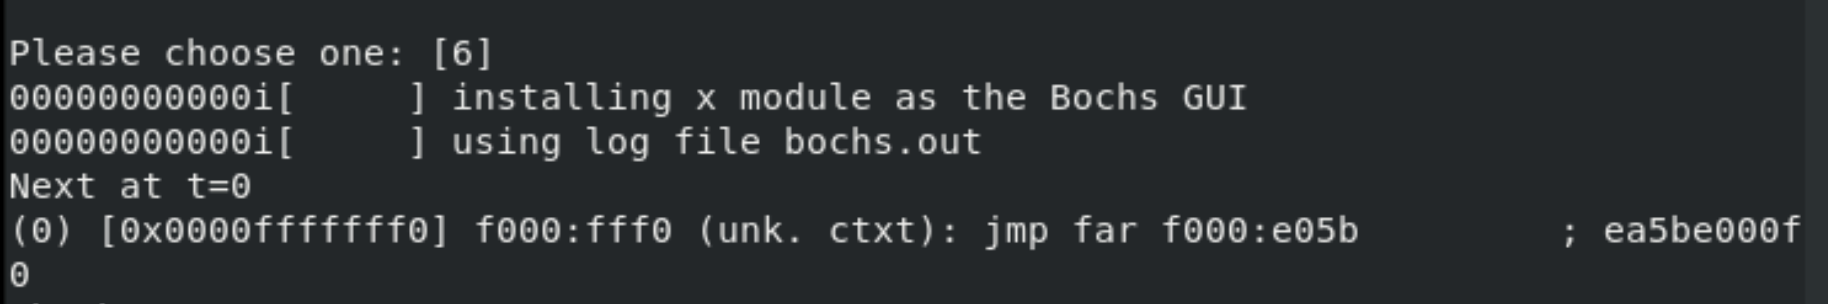 Please choose one: [6]
00000000000i[      ] installing x module as the Bochs GUI
00000000000i[      ] using log file bochs.out
Next at t=0
(0) [0x0000fffffff0] f000:fff0 (unk. ctxt): jmp far f000:e05b          ; ea5be000f
0